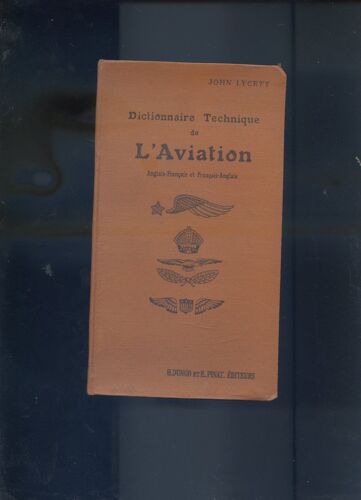 JOHN LYCETT
Dictionnaire Technique
de
L'Aviation
Anglais-Français et Français-Anglais
H. DUNOD ET E. PINAT, ÉDITEURS